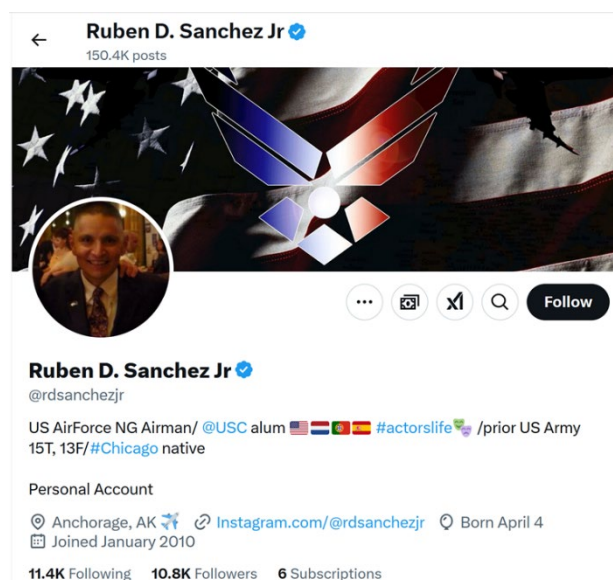 Ruben D. Sanchez Jr
150.4K posts
Follow
Ruben D. Sanchez Jr
@rdsanchezjr
US AirForce NG Airman/ @USC alum 🇺🇸🇳🇱🇵🇹🇪🇸 #actorslife🎭 /prior US Army
15T, 13F/#Chicago native
Personal Account
Anchorage, AK ✈️ Instagram.com/@rdsanchezjr Born April 4
Joined January 2010
11.4K Following 10.8K Followers 6 Subscriptions